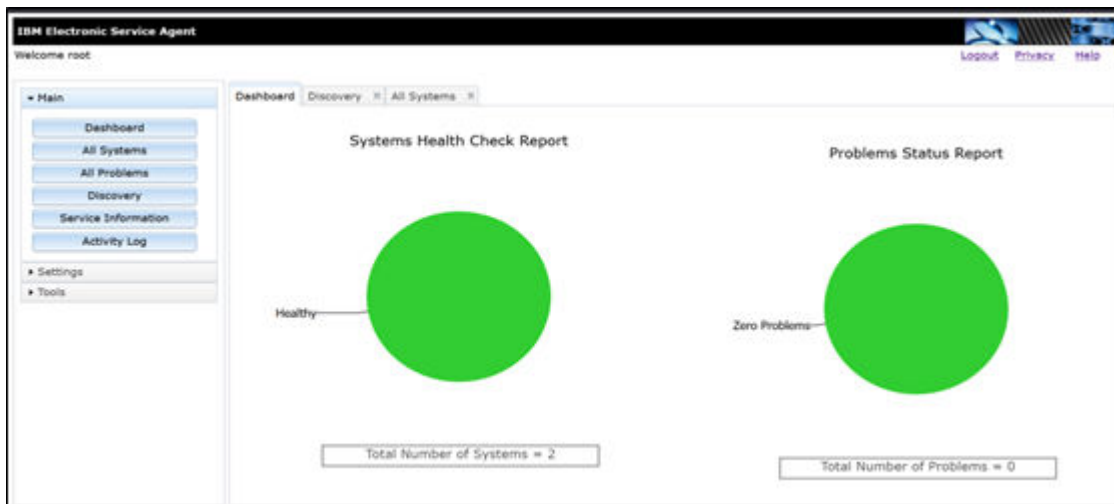 IBM Electronic Service Agent
Welcome root
Logout Privacy Help
Main
Dashboard
All Systems
All Problems
Discovery
Service Information
Activity Log
Settings
Tools
Dashboard Discovery All Systems
Systems Health Check Report
Healthy
Total Number of Systems = 2
Problems Status Report
Zero Problems
Total Number of Problems = 0